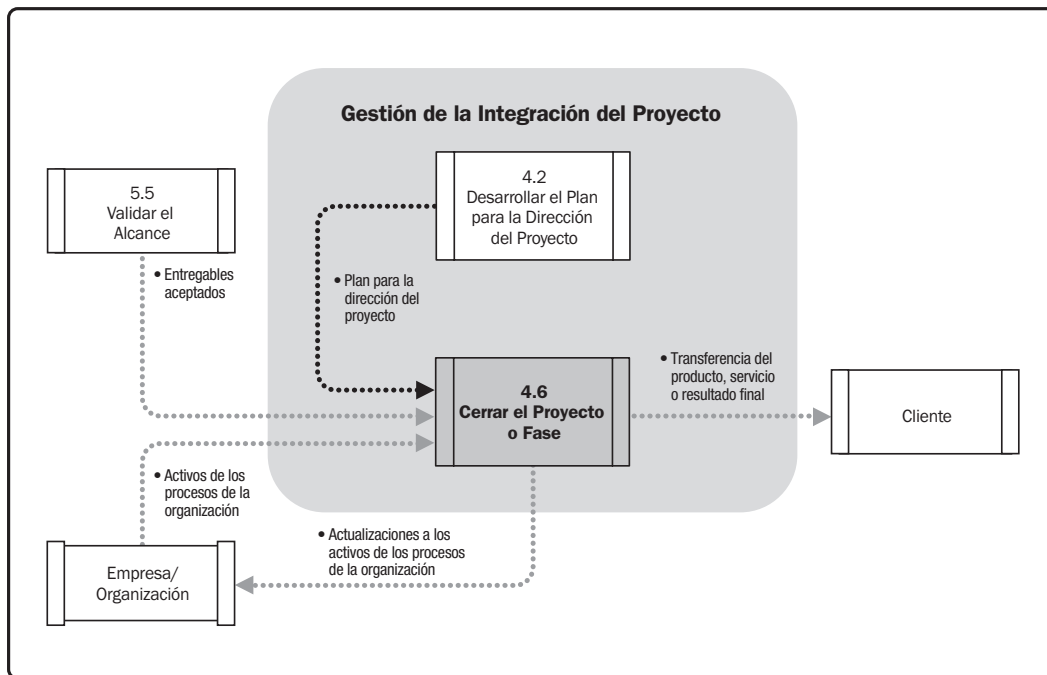 Gestión de la Integración del Proyecto
5.5
Validar el
Alcance
4.2
Desarrollar el Plan
para la Dirección
del Proyecto
• Entregables
aceptados
• Plan para la
dirección del
proyecto
4.6
Cerrar el Proyecto
o Fase
• Transferencia del
producto, servicio
o resultado final
Cliente
• Activos de los
procesos de la
organización
• Actualizaciones a los
activos de los procesos
de la organización
Empresa/
Organización